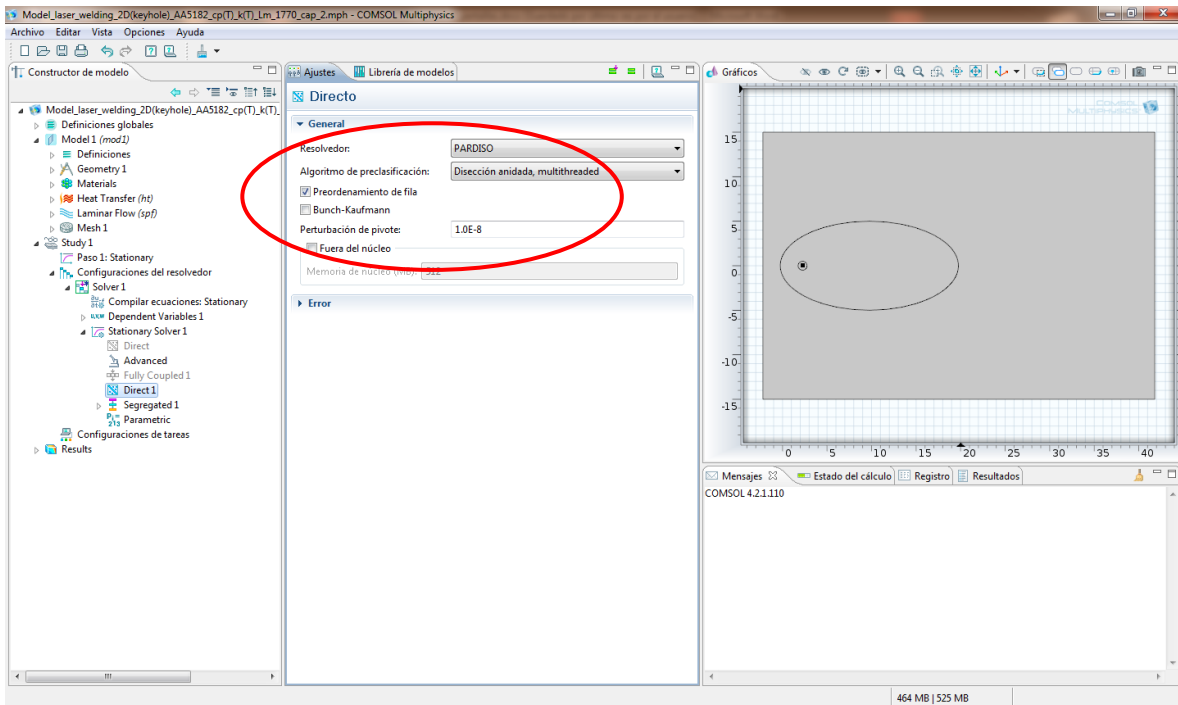 Model_laser_welding_2D(keyhole)_AA5182_cp(T)_k(T)_Lm_1770_cap_2.mph - COMSOL Multiphysics
Archivo Editar Vista Opciones Ayuda
Constructor de modelo
Model_laser_welding_2D(keyhole)_AA5182_cp(T)_k(T)_
Definiciones globales
Model 1 (mod1)
Definiciones
Geometry 1
Materials
Heat Transfer (ht)
Laminar Flow (spf)
Mesh 1
Study 1
Paso 1: Stationary
Configuraciones del resolvedor
Solver 1
Compilar ecuaciones: Stationary
Dependent Variables 1
Stationary Solver 1
Direct
Advanced
Fully Coupled 1
Direct 1
Segregated 1
Parametric
Configuraciones de tareas
Results
Ajustes Librería de modelos
Directo
General
Resolvedor: PARDISO
Algoritmo de preclasificación: Disección anidada, multithreaded
Preordenamiento de fila
Bunch-Kaufmann
Perturbación de pivote: 1.0E-8
Fuera del núcleo
Memoria de núcleo (MB): 512
Error
Gráficos
COMSOL
MULTIPHYSICS
15
10
5
0
-5
-10
-15
0 5 10 15 20 25 30 35 40
Mensajes Estado del cálculo Registro Resultados
COMSOL 4.2.1.110
464 MB | 525 MB